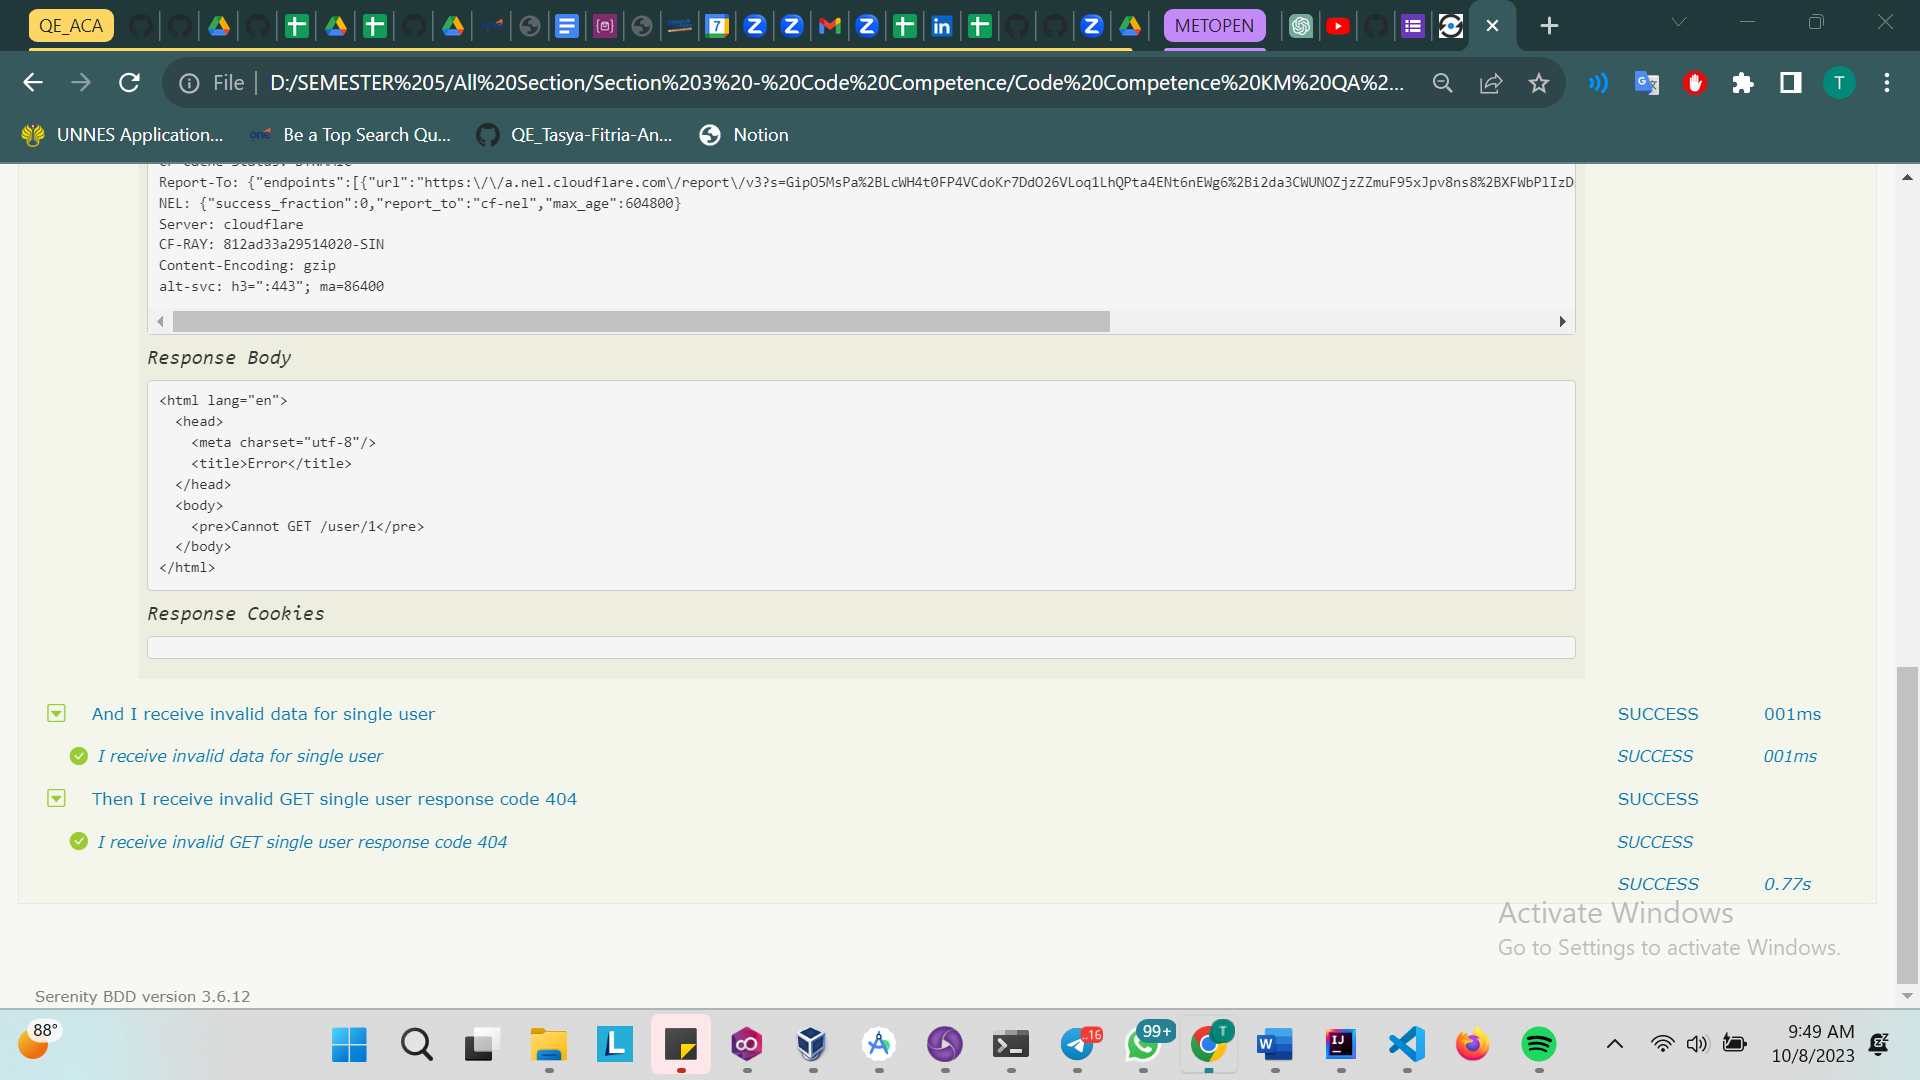 QE_ACA
METOPEN
File
D:/SEMESTER%205/All%20Section/Section%203%20-%20Code%20Competence/Code%20Competence%20KM%20QA%2...
UNNES Application...
Be a Top Search Qu...
QE_Tasya-Fitria-An...
Notion
Report-To: {"endpoints":[{"url":"https:\/\/a.nel.cloudflare.com\/report\/v3?s=GipO5MsPa%2BLcWH4t0FP4VCdoKr7DdO26VLoq1LhQPta4ENt6nEWg6%2Bi2da3CWUNOZjzZZmuF95xJpv8ns8%2BXFWbPlIzD
NEL: {"success_fraction":0,"report_to":"cf-nel","max_age":604800}
Server: cloudflare
CF-RAY: 812ad33a29514020-SIN
Content-Encoding: gzip
alt-svc: h3=":443"; ma=86400
Response Body
<html lang="en">
<head>
<meta charset="utf-8"/>
<title>Error</title>
</head>
<body>
<pre>Cannot GET /user/1</pre>
</body>
</html>
Response Cookies
And I receive invalid data for single user SUCCESS 001ms
I receive invalid data for single user SUCCESS 001ms
Then I receive invalid GET single user response code 404 SUCCESS
I receive invalid GET single user response code 404 SUCCESS
SUCCESS 0.77s
Activate Windows
Go to Settings to activate Windows.
Serenity BDD version 3.6.12
88°
99+
9:49 AM
10/8/2023